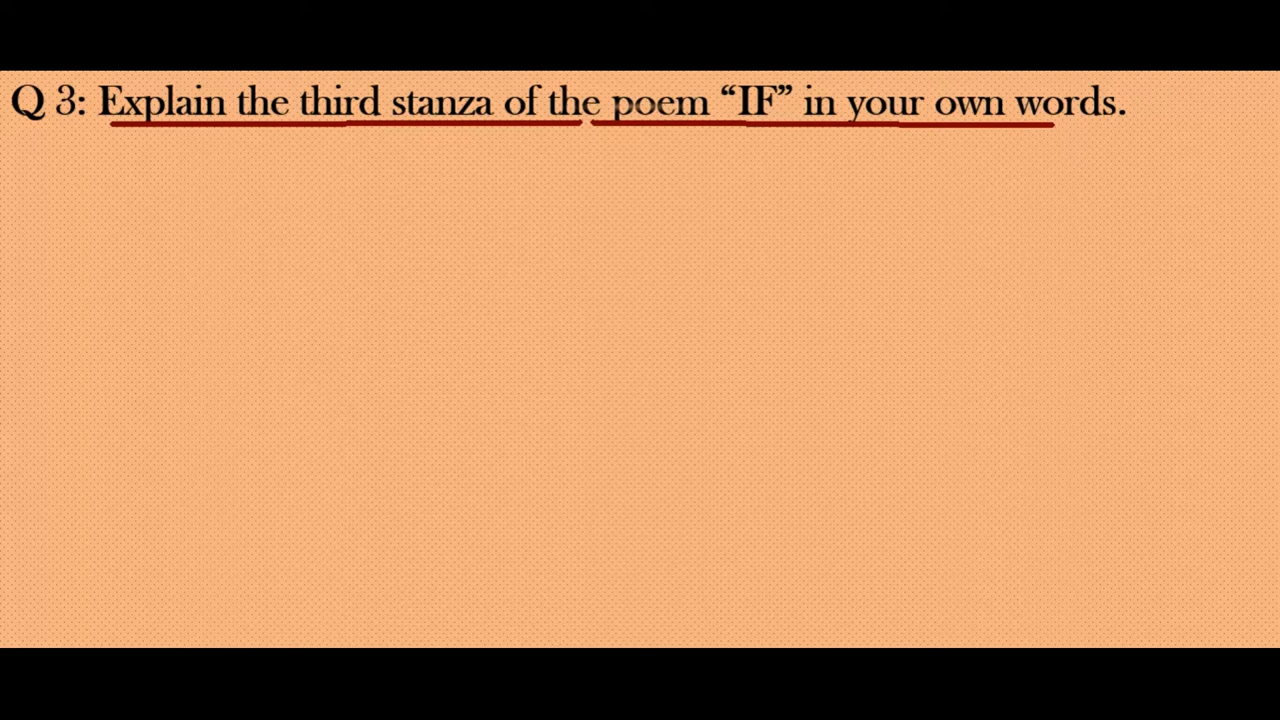 Q 3: Explain the third stanza of the poem “IF” in your own words.